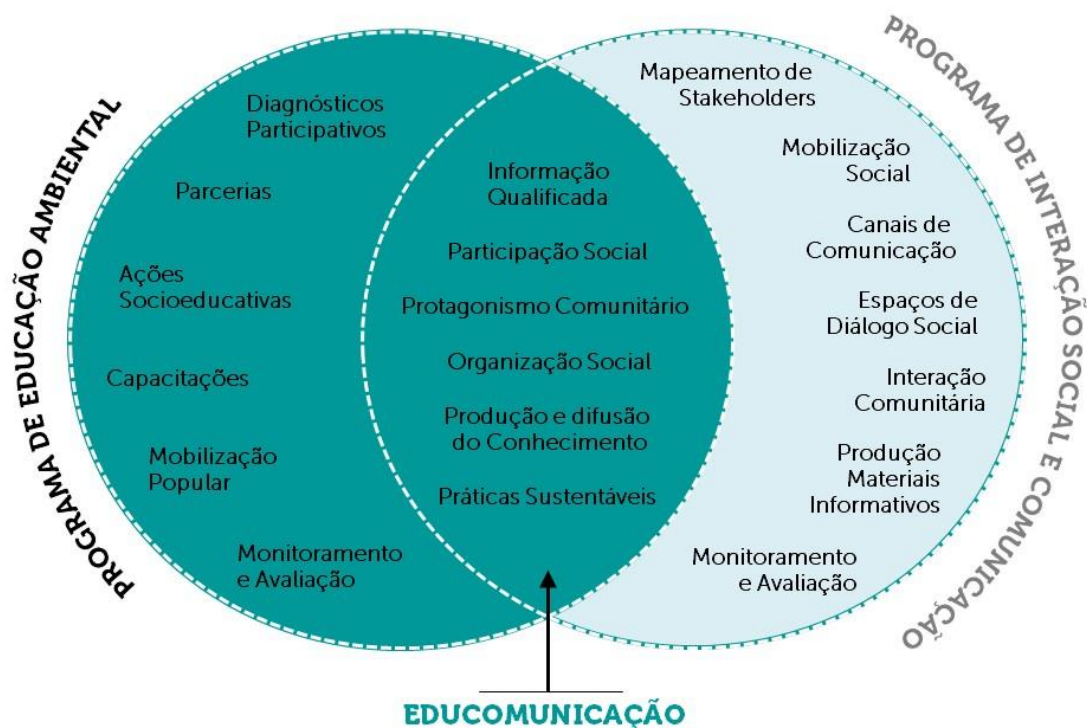 PROGRAMA DE EDUCAÇÃO AMBIENTAL
Diagnósticos
Participativos
Parcerias
Ações
Socioeducativas
Capacitações
Mobilização
Popular
Monitoramento
e Avaliação
Informação
Qualificada
Participação Social
Protagonismo Comunitário
Organização Social
Produção e difusão
do Conhecimento
Práticas Sustentáveis
Mapeamento de
Stakeholders
Mobilização
Social
Canais de
Comunicação
Espaços de
Diálogo Social
Interação
Comunitária
Produção
Materiais
Informativos
Monitoramento
e Avaliação
PROGRAMA DE INTERAÇÃO SOCIAL E COMUNICAÇÃO
EDUCOMUNICAÇÃO